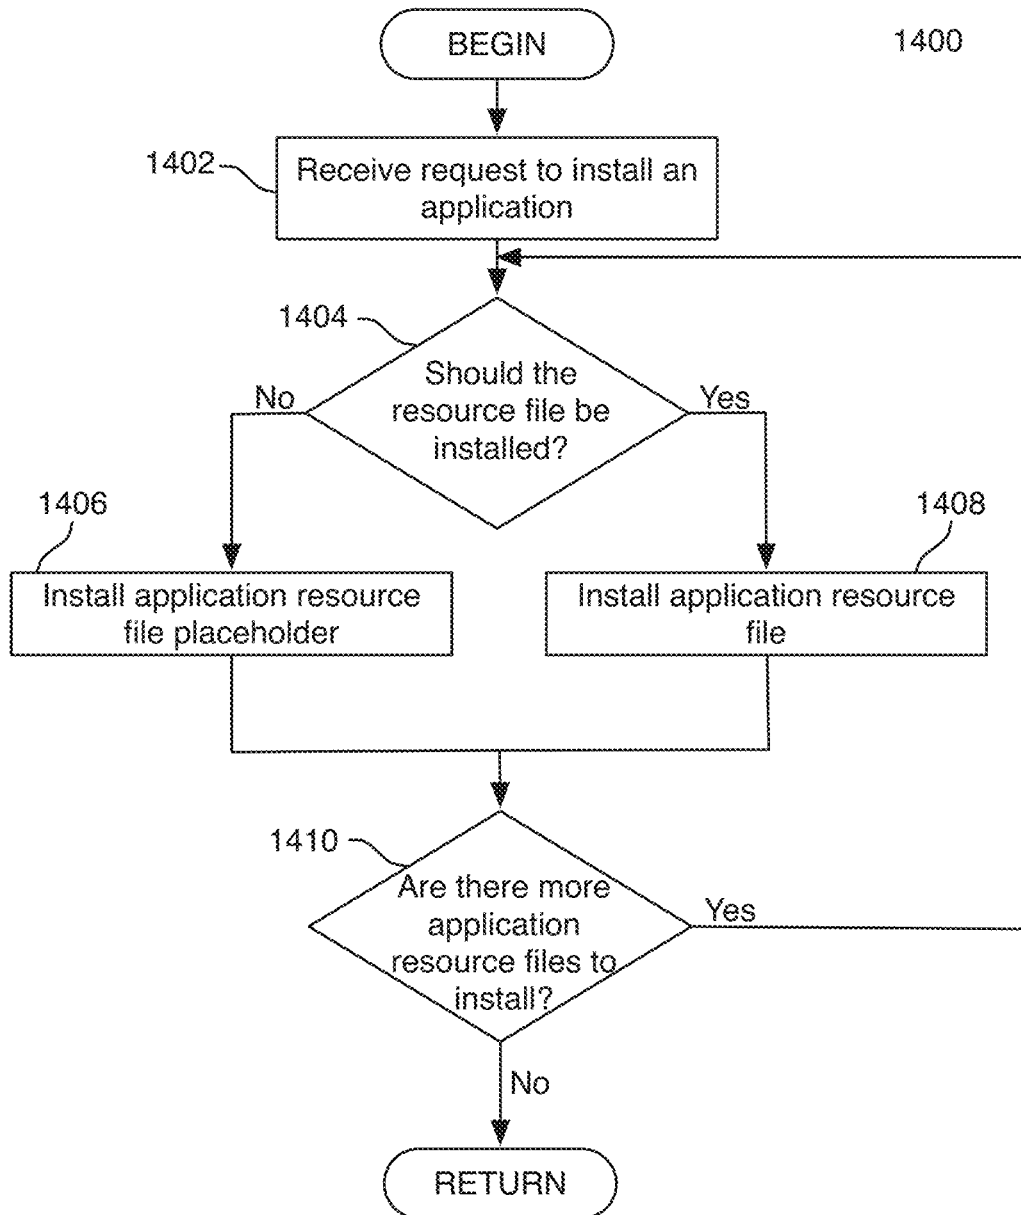 BEGIN
1400
1402
Receive request to install an
application
1404
Should the
resource file be
installed?
No
Yes
1406
1408
Install application resource
file placeholder
Install application resource
file
1410
Are there more
application
resource files to
install?
Yes
No
RETURN